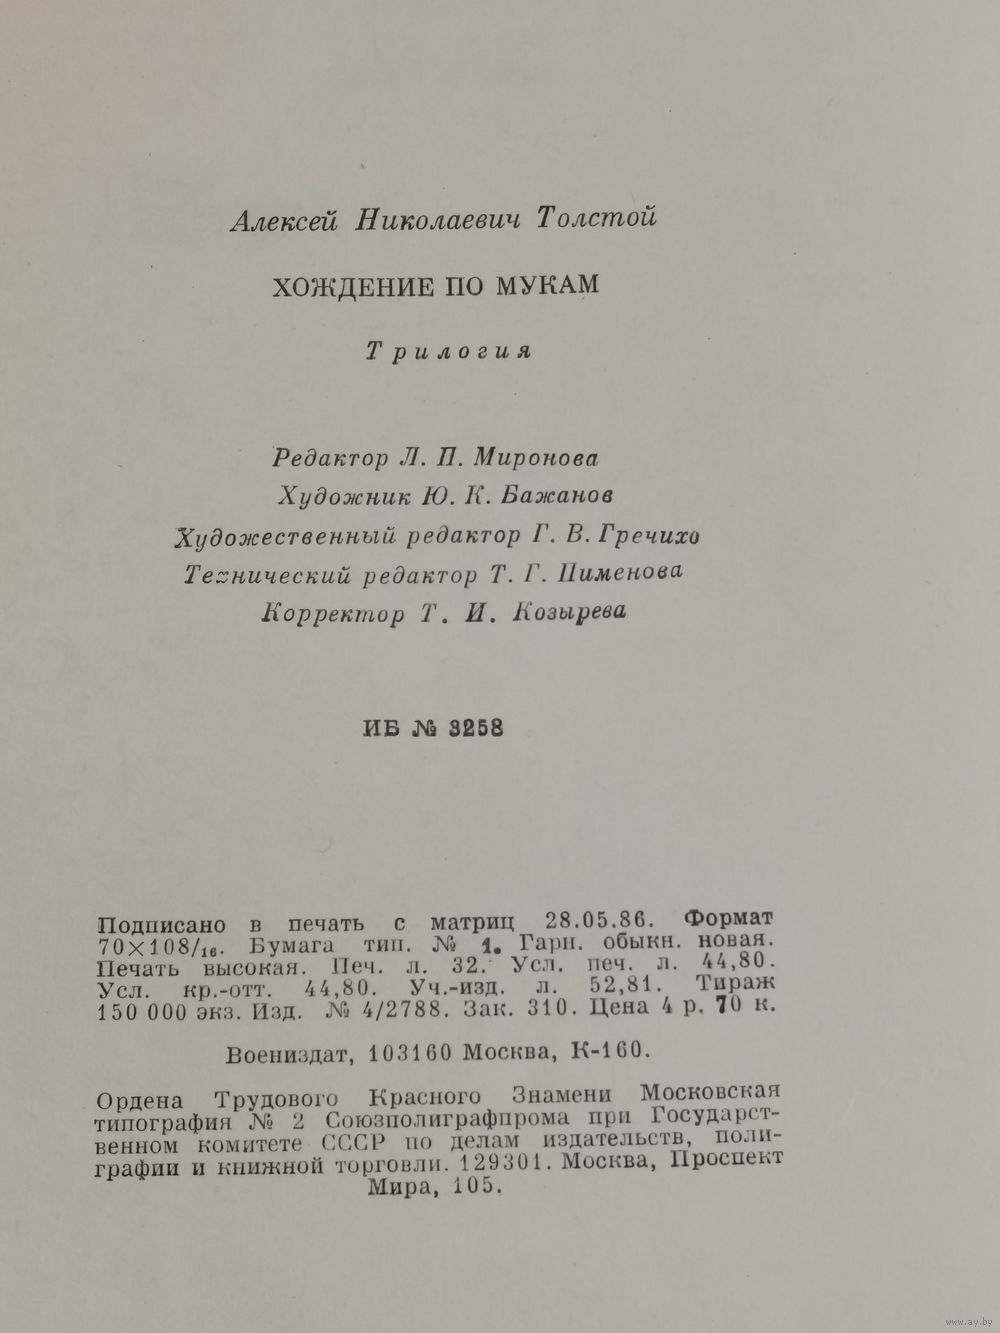 Алексей Николаевич Толстой
ХОЖДЕНИЕ ПО МУКАМ
Трилогия
Редактор Л. П. Миронова
Художник Ю. К. Бажанов
Художественный редактор Г. В. Гречихо
Технический редактор Т. Г. Пименова
Корректор Т. И. Козырева
ИБ № 3258
Подписано в печать с матриц 28.05.86. Формат
70×108/16. Бумага тип. № 1. Гарн. обыкн. новая.
Печать высокая. Печ. л. 32. Усл. печ. л. 44,80.
Усл. кр.-отт. 44,80. Уч.-изд. л. 52,81. Тираж
150 000 экз. Изд. № 4/2788. Зак. 310. Цена 4 р. 70 к.
Воениздат, 103160 Москва, К-160.
Ордена Трудового Красного Знамени Московская
типография № 2 Союзполиграфпрома при Государст-
венном комитете СССР по делам издательств, поли-
графии и книжной торговли. 129301. Москва, Проспект
Мира, 105.
www.ay.by